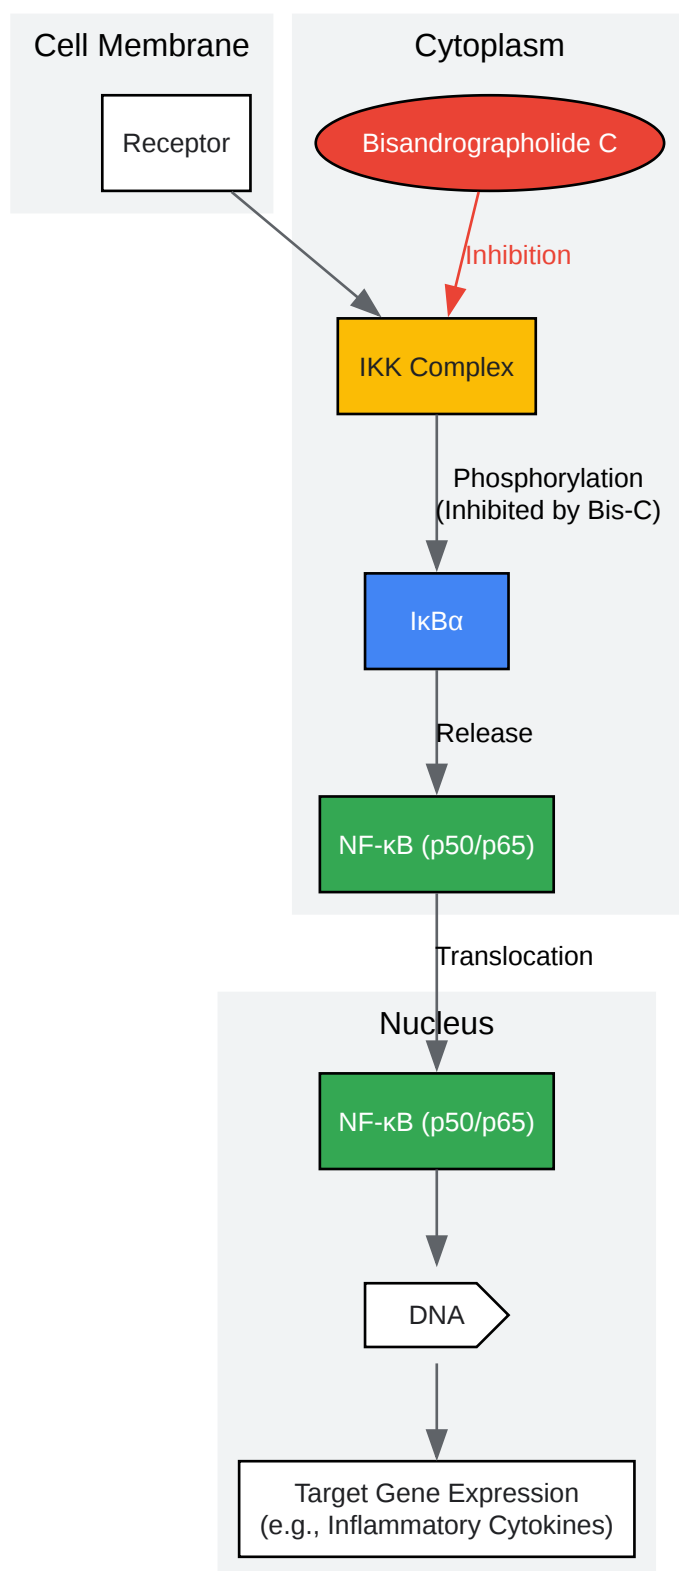 Cell Membrane
Cytoplasm
Receptor
Bisandrographolide C
Inhibition
IKK Complex
Phosphorylation
(Inhibited by Bis-C)
IκBα
Release
NF-κB (p50/p65)
Translocation
Nucleus
NF-κB (p50/p65)
DNA
Target Gene Expression
(e.g., Inflammatory Cytokines)